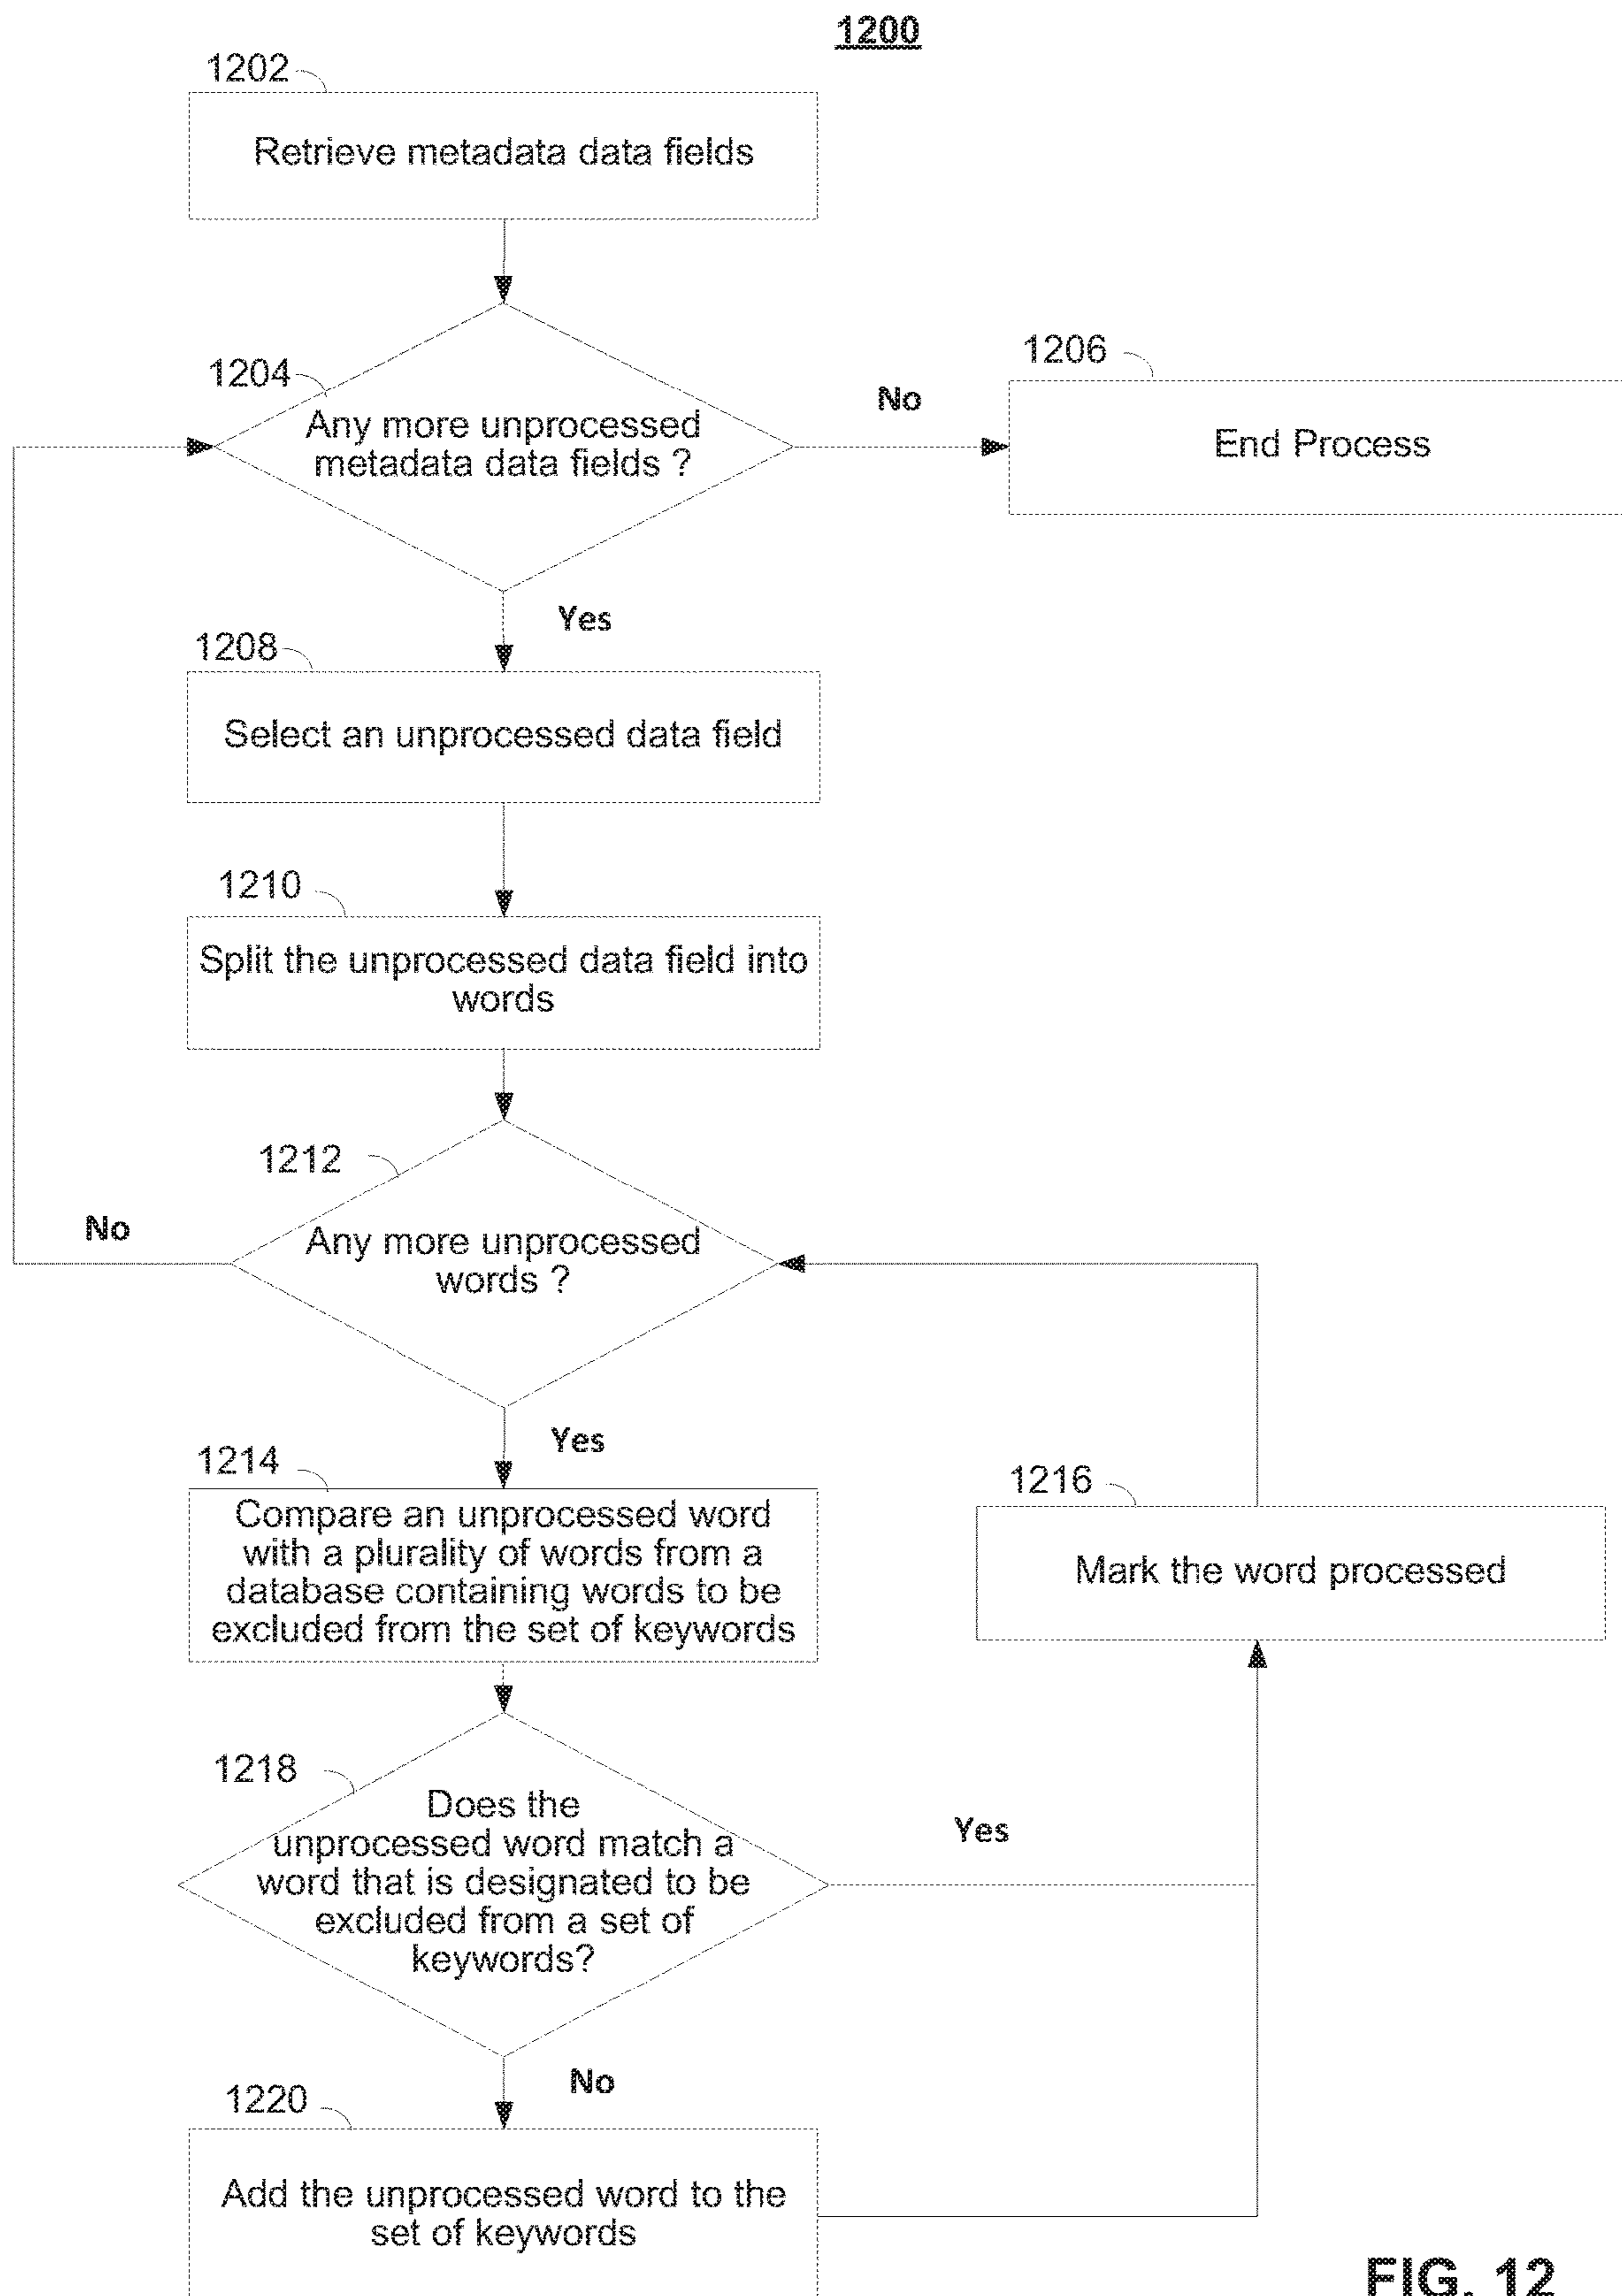 1200
1202
Retrieve metadata data fields
1204
Any more unprocessed
metadata data fields ?
No
1206
End Process
Yes
1208
Select an unprocessed data field
1210
Split the unprocessed data field into
words
1212
Any more unprocessed
words ?
No
Yes
1214
Compare an unprocessed word
with a plurality of words from a
database containing words to be
excluded from the set of keywords
1216
Mark the word processed
1218
Does the
unprocessed word match a
word that is designated to be
excluded from a set of
keywords?
Yes
No
1220
Add the unprocessed word to the
set of keywords
FIG. 12